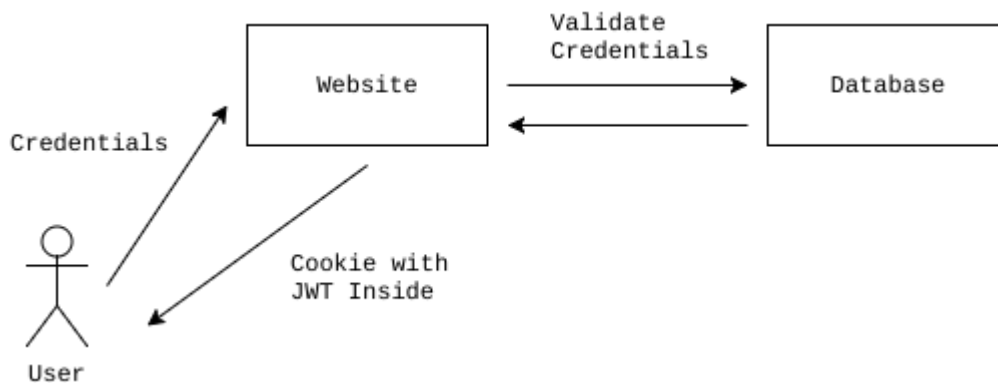 Validate
Credentials
Website
Database
Credentials
Cookie with
JWT Inside
User